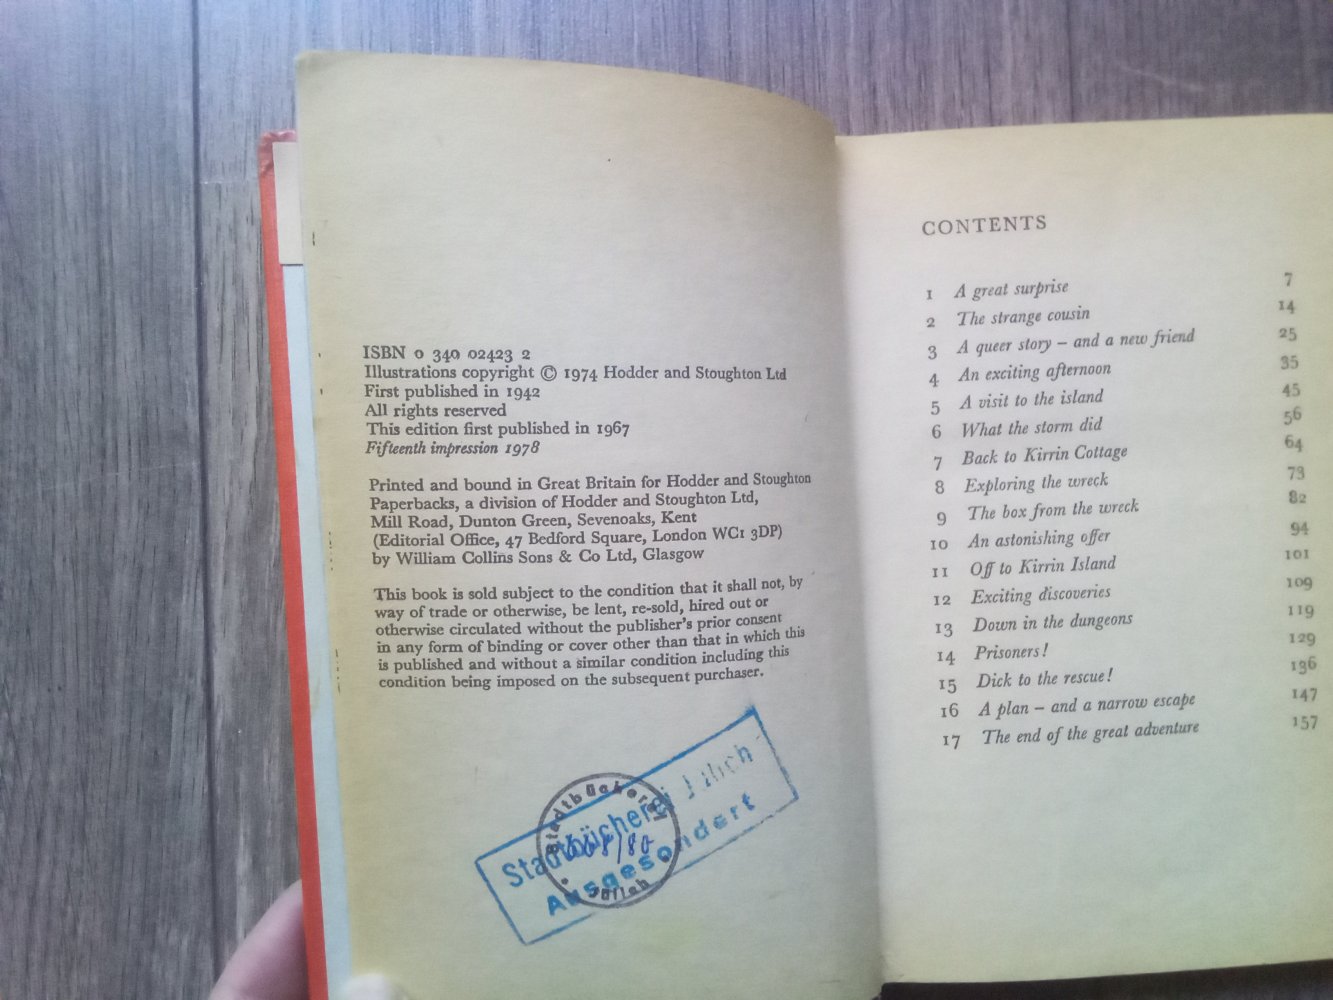 ISBN 0 340 02423 2
Illustrations copyright © 1974 Hodder and Stoughton Ltd
First published in 1942
All rights reserved
This edition first published in 1967
Fifteenth impression 1978
Printed and bound in Great Britain for Hodder and Stoughton
Paperbacks, a division of Hodder and Stoughton Ltd,
Mill Road, Dunton Green, Sevenoaks, Kent
(Editorial Office, 47 Bedford Square, London WC1 3DP)
by William Collins Sons & Co Ltd, Glasgow
This book is sold subject to the condition that it shall not, by
way of trade or otherwise, be lent, re-sold, hired out or
otherwise circulated without the publisher's prior consent
in any form of binding or cover other than that in which this
is published and without a similar condition including this
condition being imposed on the subsequent purchaser.
Stadtbücherei
Ausgesondert
Stadtbücherei
Jülich
CONTENTS
1 A great surprise 7
2 The strange cousin 14
3 A queer story – and a new friend 25
4 An exciting afternoon 35
5 A visit to the island 45
6 What the storm did 56
7 Back to Kirrin Cottage 64
8 Exploring the wreck 73
9 The box from the wreck 82
10 An astonishing offer 94
11 Off to Kirrin Island 101
12 Exciting discoveries 109
13 Down in the dungeons 119
14 Prisoners! 129
15 Dick to the rescue! 136
16 A plan – and a narrow escape 147
17 The end of the great adventure 157